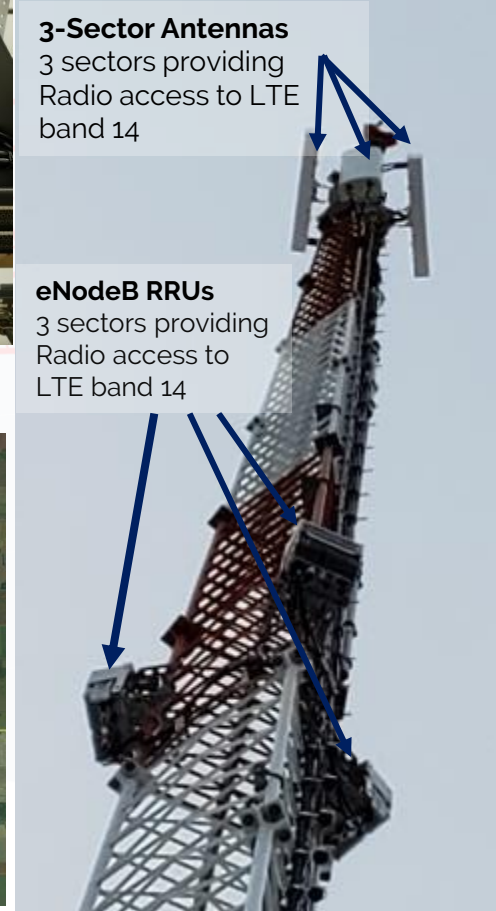 3-Sector Antennas
3 sectors providing
Radio access to LTE
band 14
eNodeB RRUs
3 sectors providing
Radio access to
LTE band 14